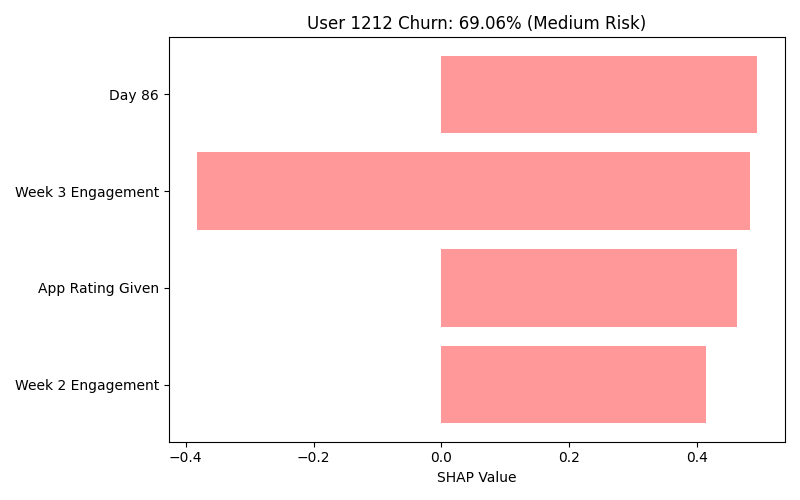 User 1212 Churn: 69.06% (Medium Risk)
Day 86
Week 3 Engagement
App Rating Given
Week 2 Engagement
−0.4 −0.2 0.0 0.2 0.4
SHAP Value